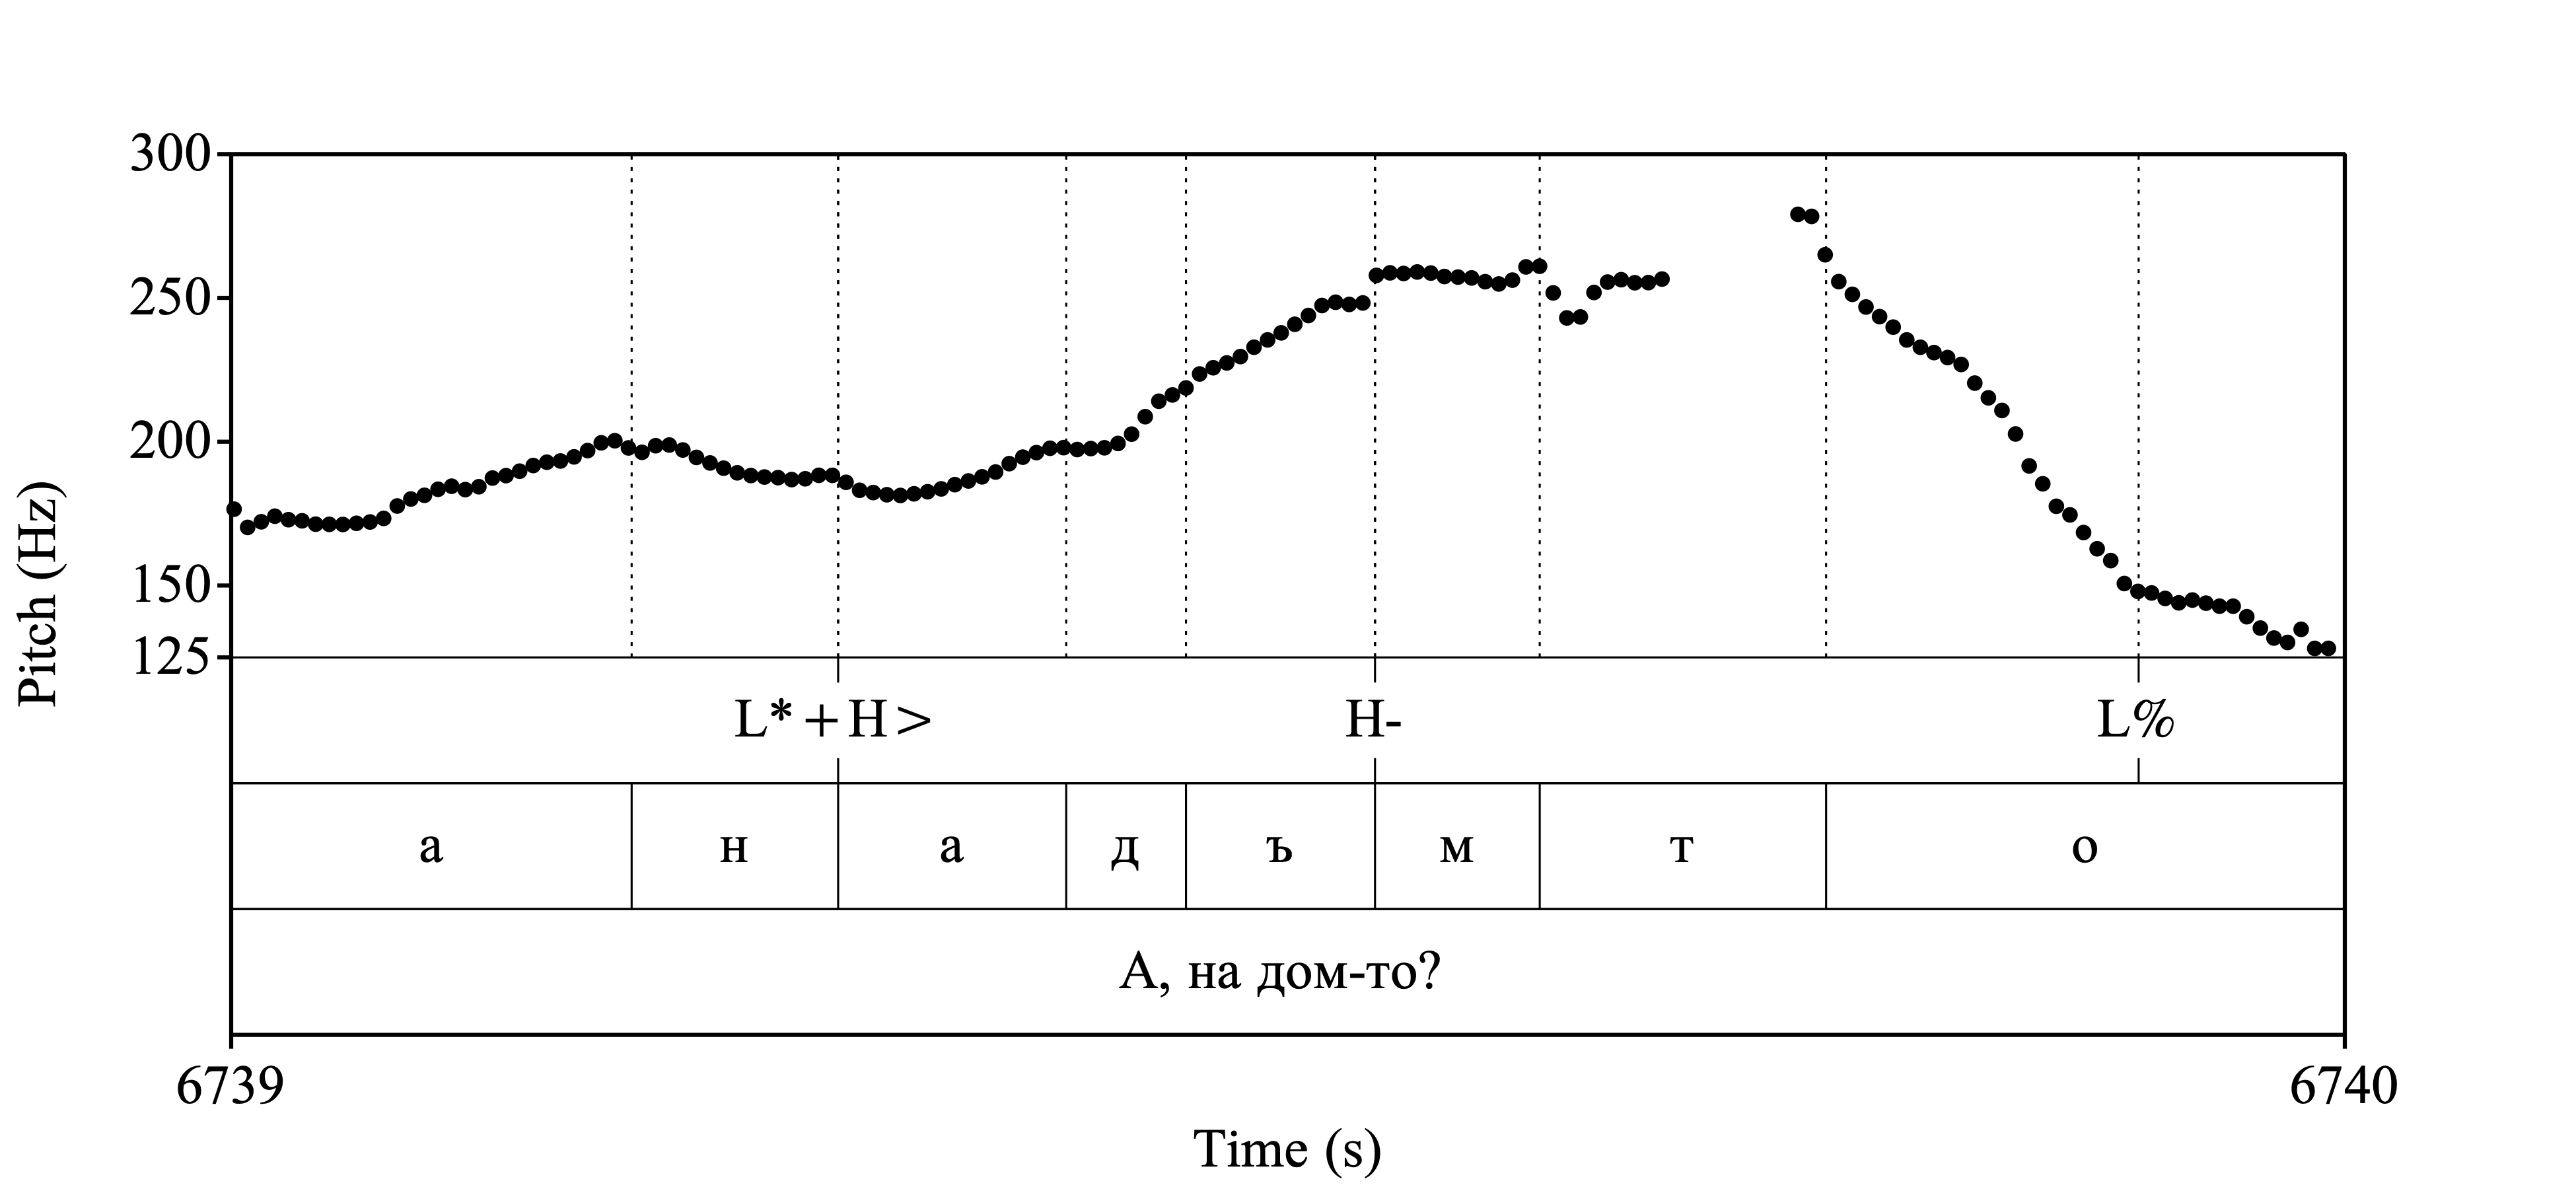 300
250
200
150
125
Pitch (Hz)
L*+H> H- L%
а н а д ъ м т о
А, на дом-то?
6739 6740
Time (s)